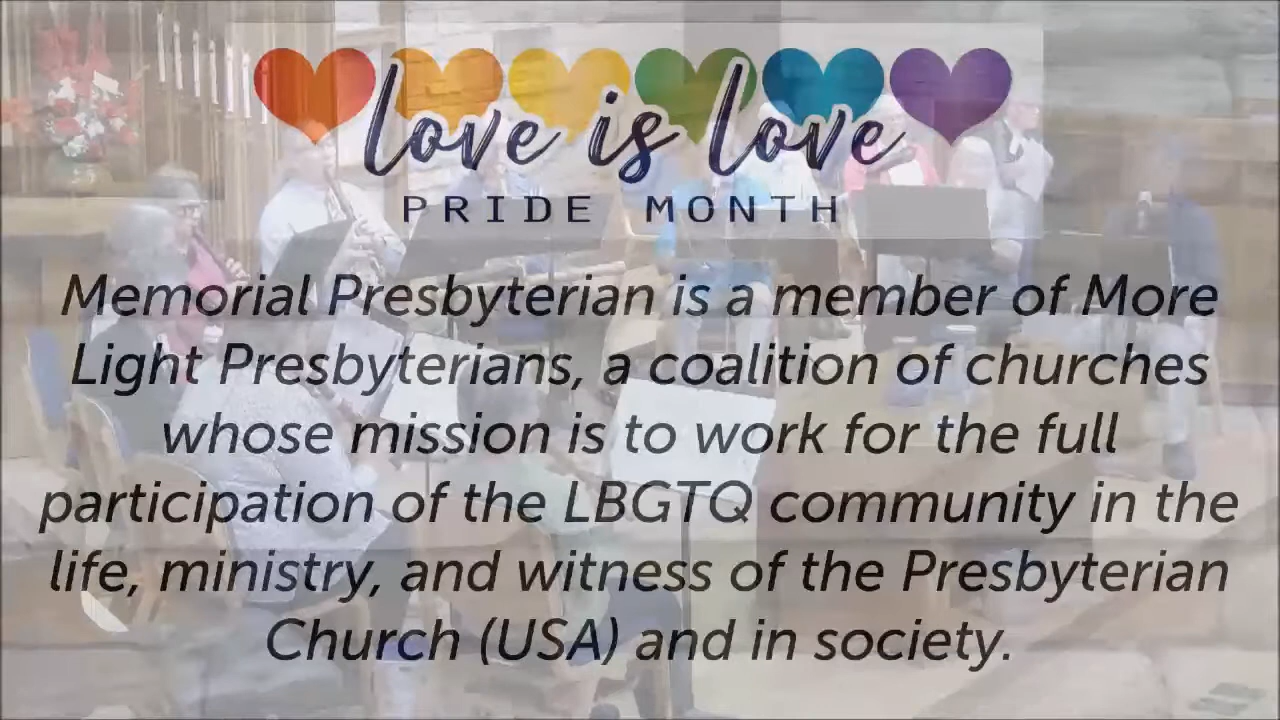 love is love
PRIDE MONTH
Memorial Presbyterian is a member of More
Light Presbyterians, a coalition of churches
whose mission is to work for the full
participation of the LBGTQ community in the
life, ministry, and witness of the Presbyterian
Church (USA) and in society.